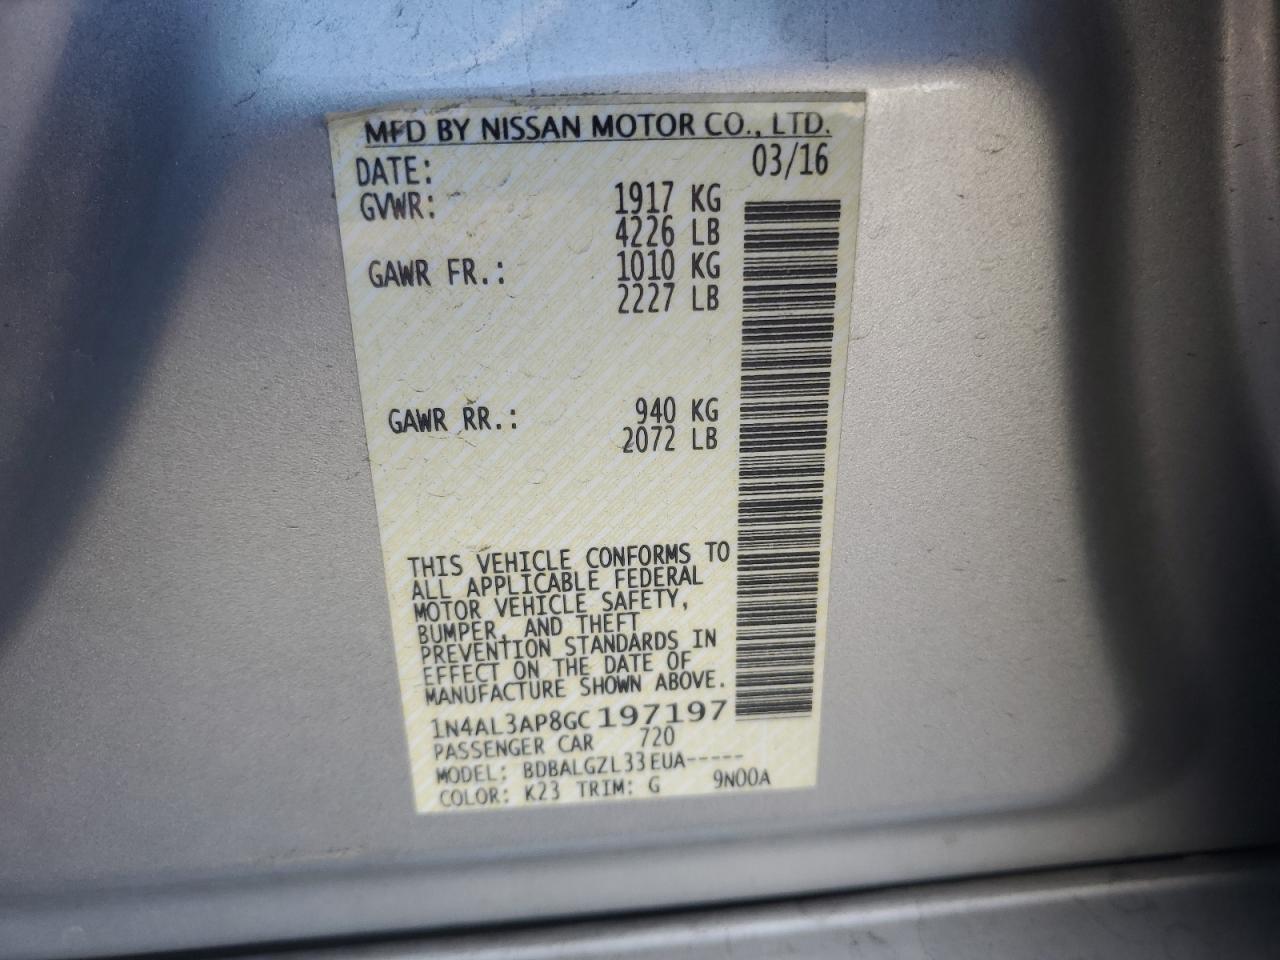 MFD BY NISSAN MOTOR CO., LTD.
DATE: 03/16
GVWR: 1917 KG
4226 LB
GAWR FR.: 1010 KG
2227 LB
GAWR RR.: 940 KG
2072 LB
THIS VEHICLE CONFORMS TO
ALL APPLICABLE FEDERAL
MOTOR VEHICLE SAFETY,
BUMPER, AND THEFT
PREVENTION STANDARDS IN
EFFECT ON THE DATE OF
MANUFACTURE SHOWN ABOVE.
1N4AL3AP8GC197197
PASSENGER CAR 720
MODEL: BDBALGZL33EUA-----
COLOR: K23 TRIM: G 9N00A